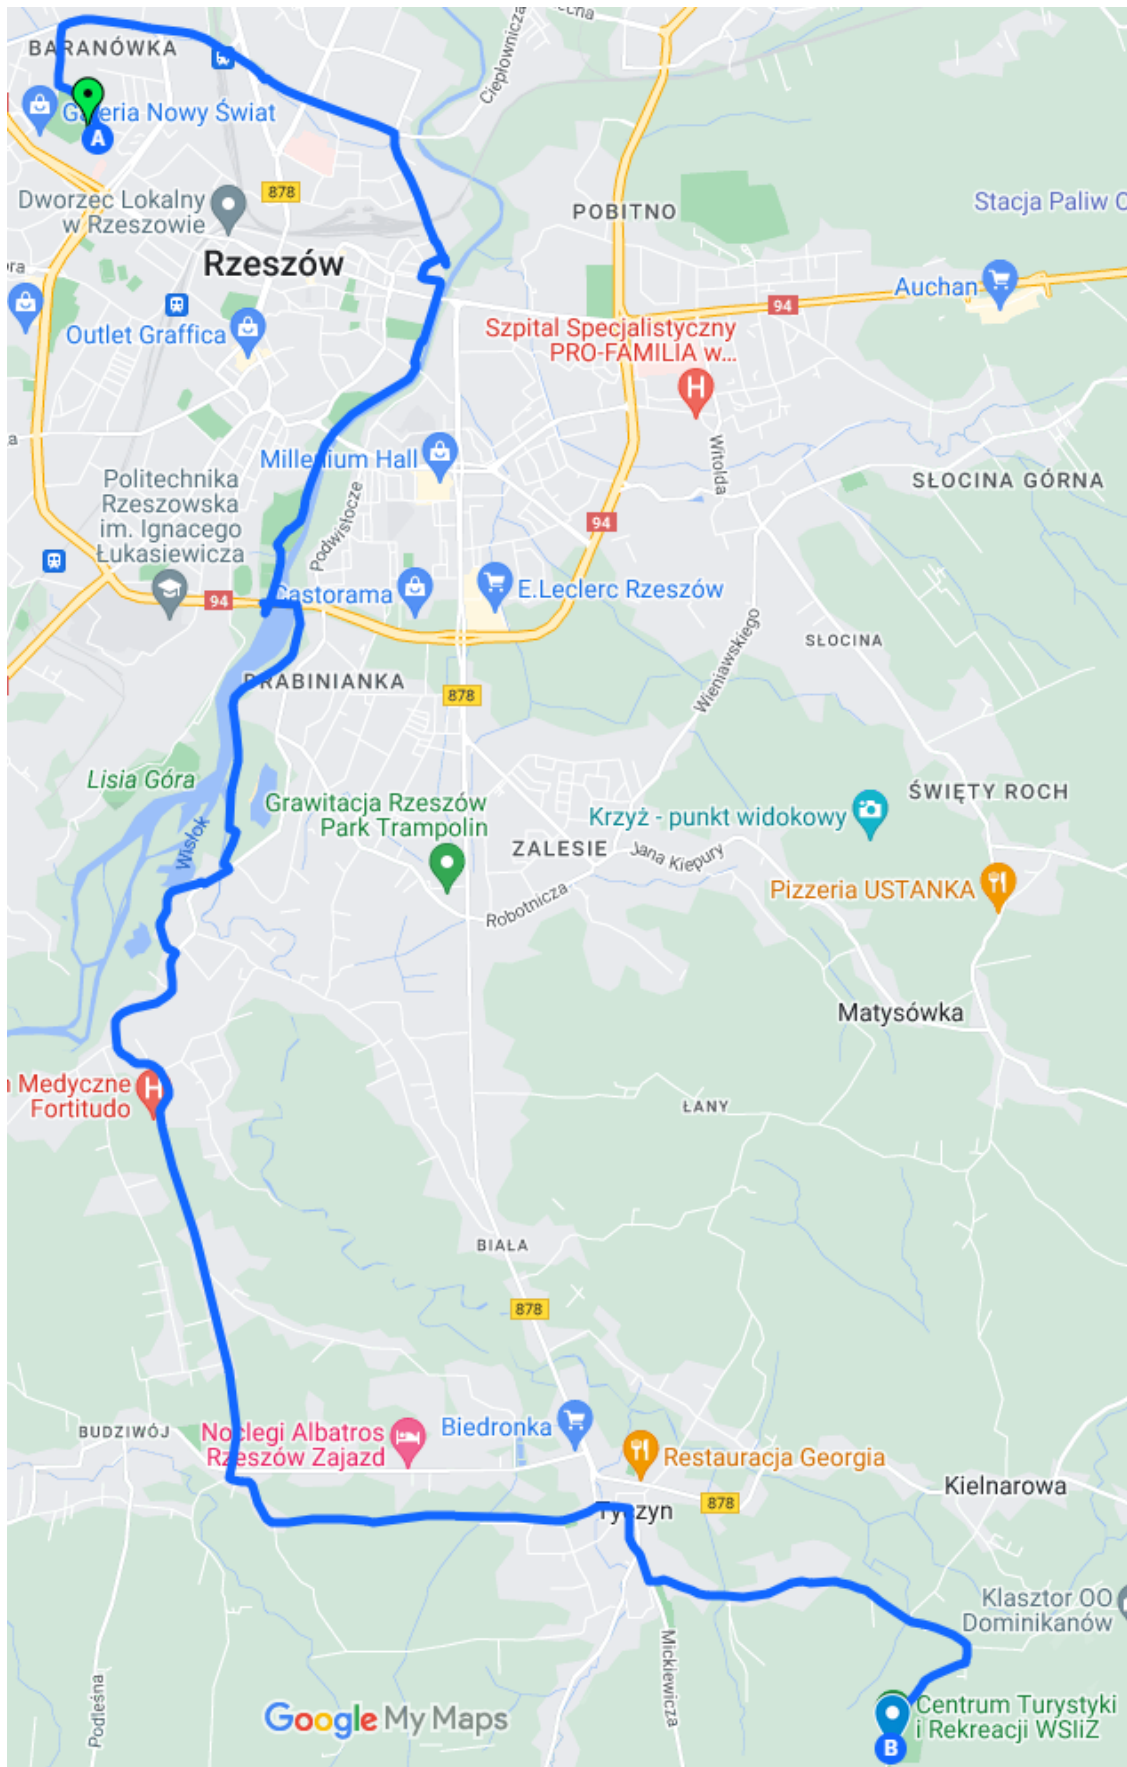 Ciepłownicza
BARANÓWKA
Galeria Nowy Świat
A
878
Dworzec Lokalny
w Rzeszowie
POBITNO
Stacja Paliw
Rzeszów
Auchan
94
Outlet Graffica
Szpital Specjalistyczny
PRO-FAMILIA w...
H
Millenium Hall
Witolda
Politechnika
Rzeszowska
im. Ignacego
Łukasiewicza
SŁOCINA GÓRNA
Podwisłocze
94
94
Castorama
E.Leclerc Rzeszów
SŁOCINA
Wieniawskiego
DRABINIANKA
878
Lisia Góra
Grawitacja Rzeszów
Park Trampolin
Krzyż - punkt widokowy
ŚWIĘTY ROCH
Wisłok
ZALESIE
Jana Kiepury
Pizzeria USTANKA
Robotnicza
Matysówka
Medyczne
Fortitudo
H
ŁANY
BIAŁA
878
BUDZIWÓJ
Noclegi Albatros
Rzeszów Zajazd
Biedronka
Restauracja Georgia
Kielnarowa
878
Tyczyn
Klasztor OO
Dominikanów
Mickiewicza
Podleśna
Google My Maps
Centrum Turystyki
i Rekreacji WSIiZ
B